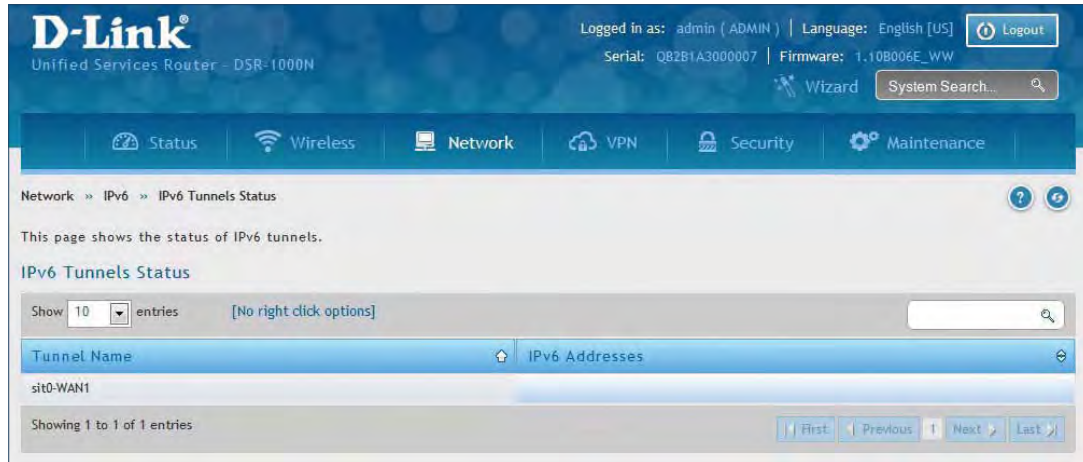 D-Link®
Logged in as: admin ( ADMIN ) | Language: English [US] Logout
Unified Services Router - DSR-1000N
Serial: QB2B1A3000007 | Firmware: 1.10B006E_WW
Wizard System Search...
Status Wireless Network VPN Security Maintenance
Network » IPv6 » IPv6 Tunnels Status
This page shows the status of IPv6 tunnels.
IPv6 Tunnels Status
Show 10 entries [No right click options]
Tunnel Name IPv6 Addresses
sit0-WAN1
Showing 1 to 1 of 1 entries First Previous 1 Next Last